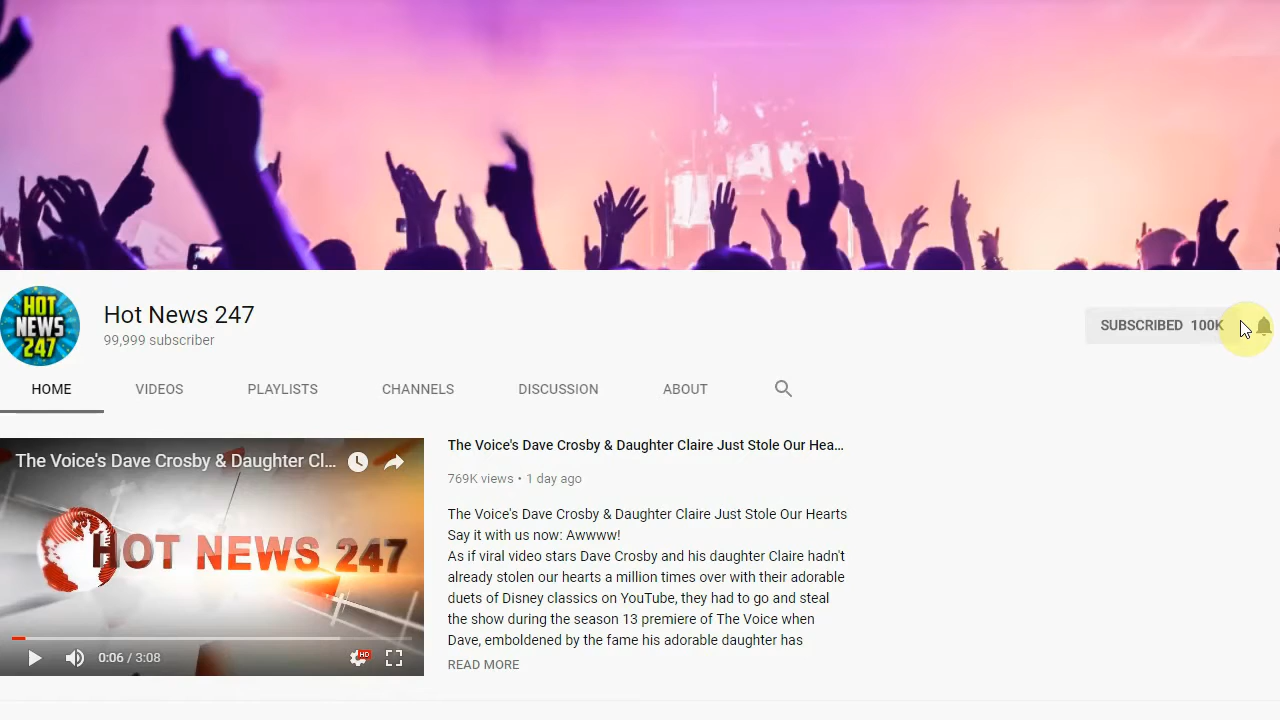 HOT
NEWS
247
Hot News 247
99,999 subscriber
SUBSCRIBED 100K
HOME VIDEOS PLAYLISTS CHANNELS DISCUSSION ABOUT
The Voice's Dave Crosby & Daughter Cl...
HOT NEWS 247
0:06 / 3:08
HD
The Voice's Dave Crosby & Daughter Claire Just Stole Our Hea...
769K views • 1 day ago
The Voice's Dave Crosby & Daughter Claire Just Stole Our Hearts
Say it with us now: Awwww!
As if viral video stars Dave Crosby and his daughter Claire hadn't
already stolen our hearts a million times over with their adorable
duets of Disney classics on YouTube, they had to go and steal
the show during the season 13 premiere of The Voice when
Dave, emboldened by the fame his adorable daughter has
READ MORE